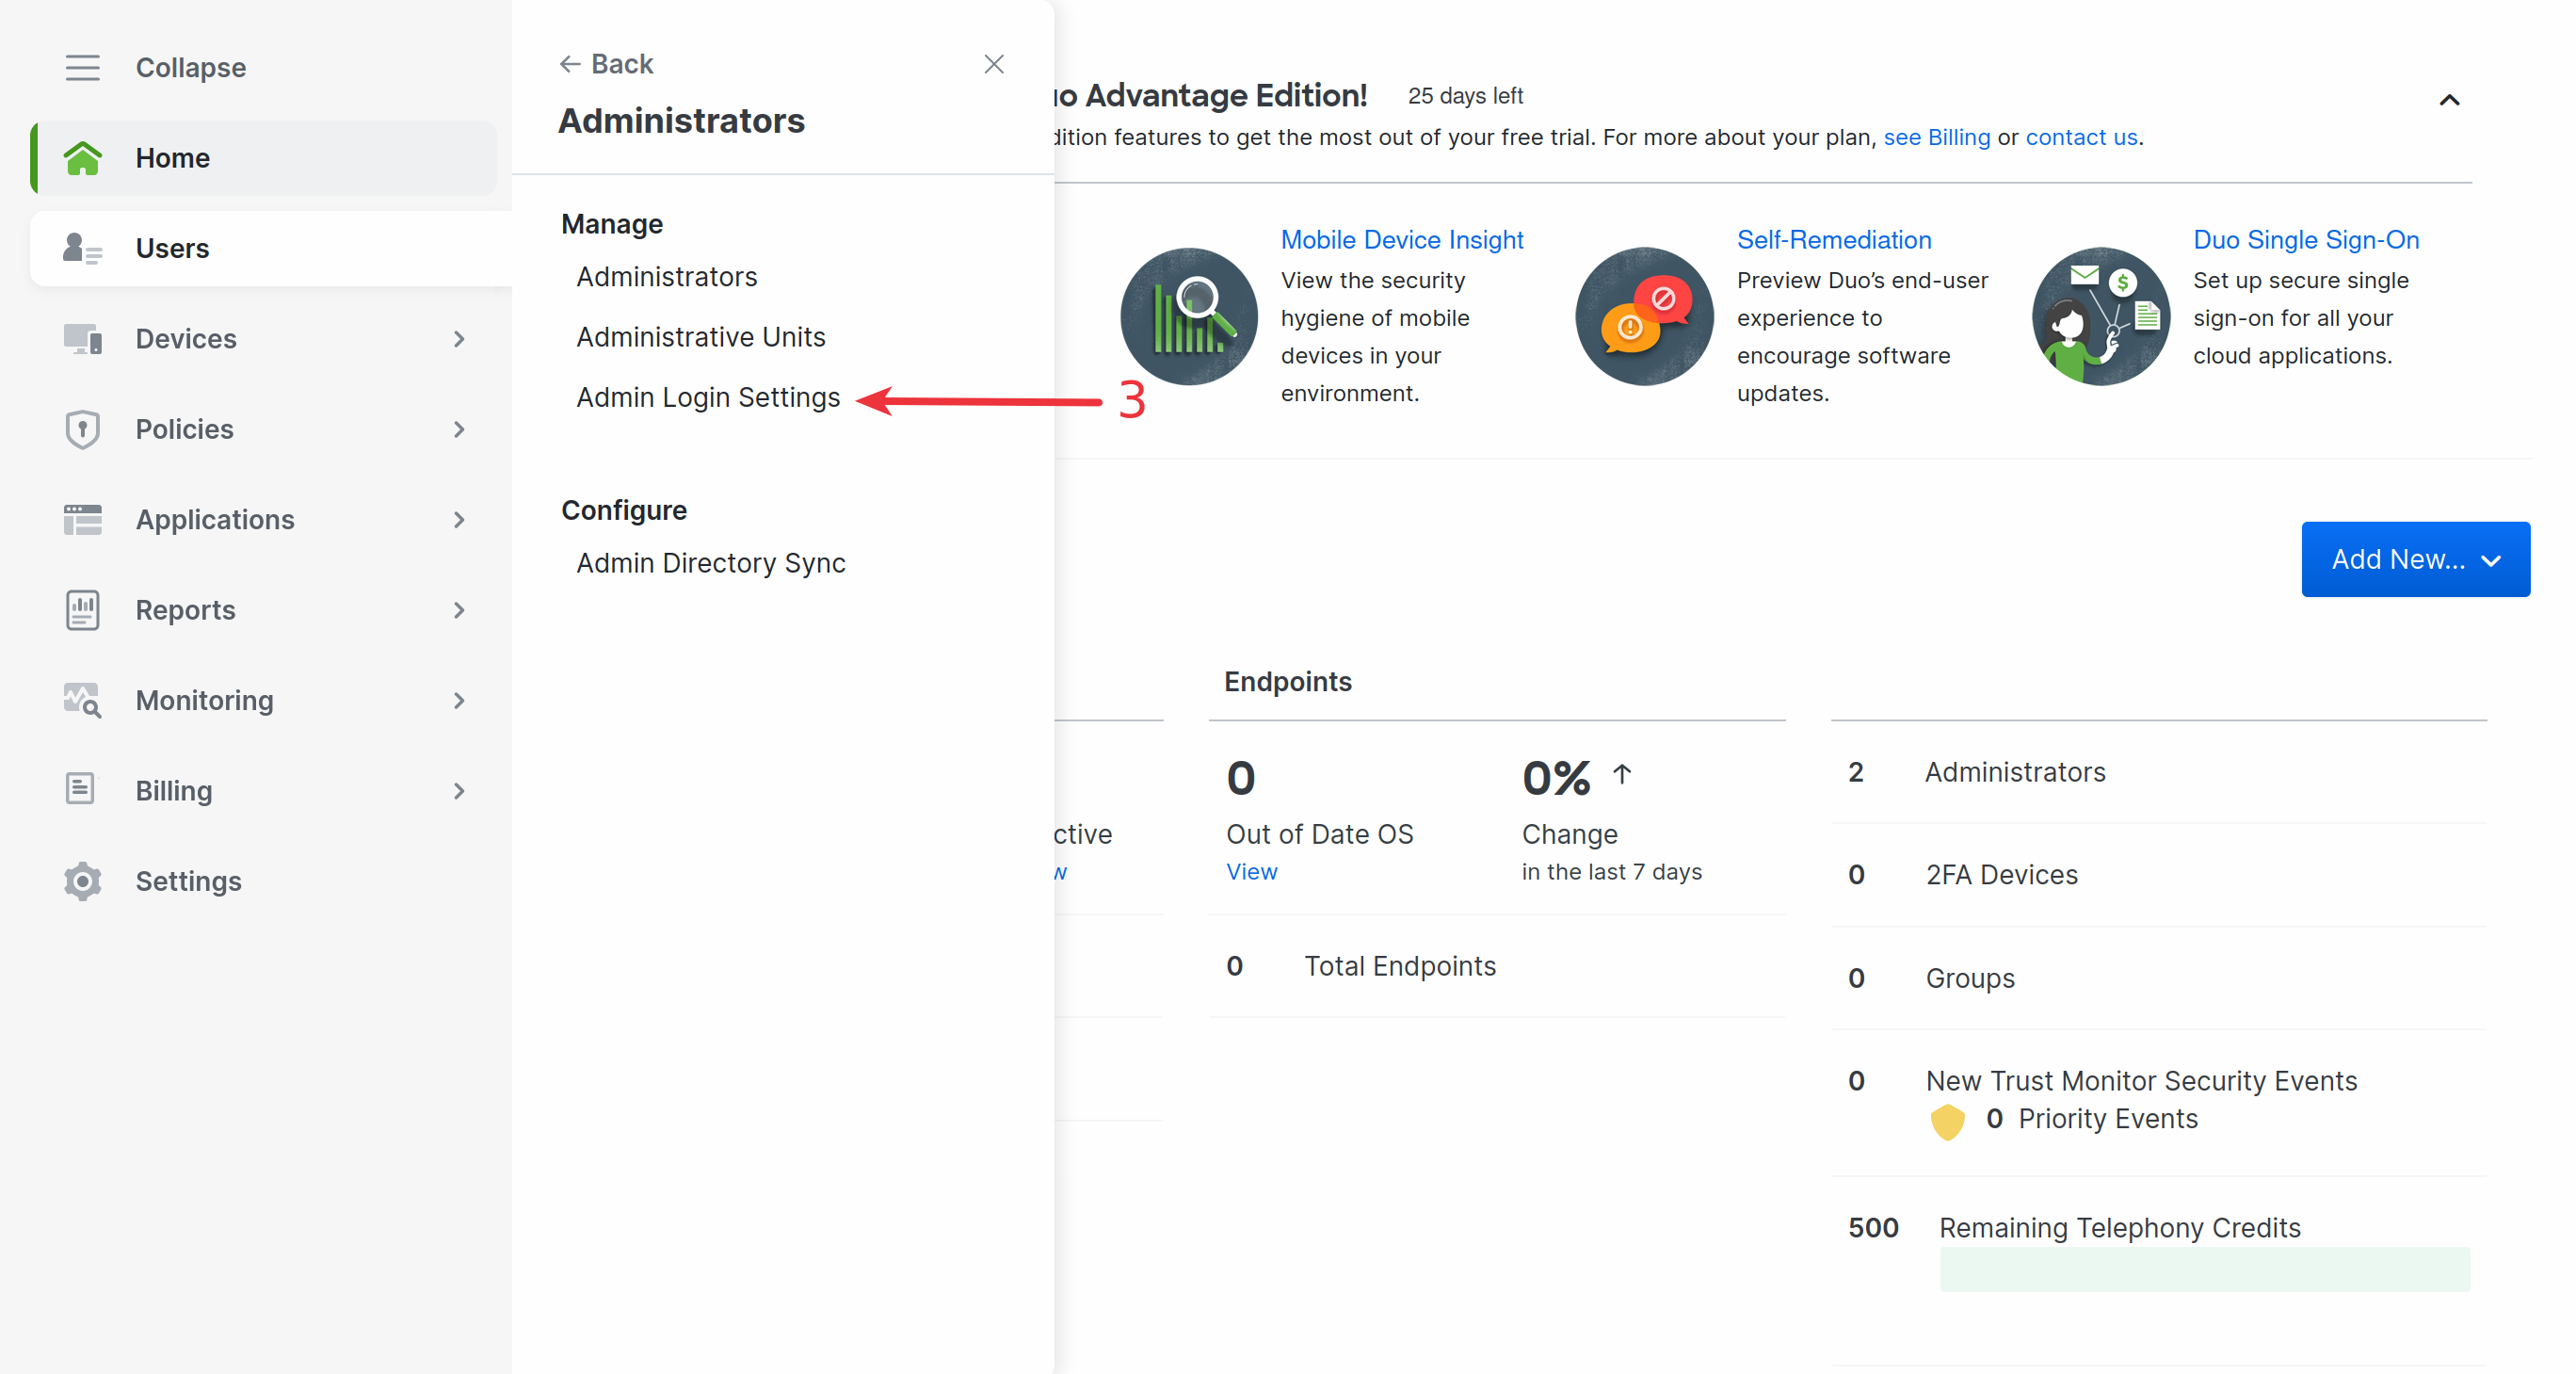 Collapse
Home
Users
Devices
Policies
Applications
Reports
Monitoring
Billing
Settings
Back
Administrators
Manage
Administrators
Administrative Units
Admin Login Settings
3
Configure
Admin Directory Sync
uo Advantage Edition! 25 days left
dition features to get the most out of your free trial. For more about your plan, see Billing or contact us.
Mobile Device Insight
View the security
hygiene of mobile
devices in your
environment.
Self-Remediation
Preview Duo's end-user
experience to
encourage software
updates.
Duo Single Sign-On
Set up secure single
sign-on for all your
cloud applications.
Add New...
ctive
w
Endpoints
0
Out of Date OS
View
0%
Change
in the last 7 days
0 Total Endpoints
2 Administrators
0 2FA Devices
0 Groups
0 New Trust Monitor Security Events
0 Priority Events
500 Remaining Telephony Credits